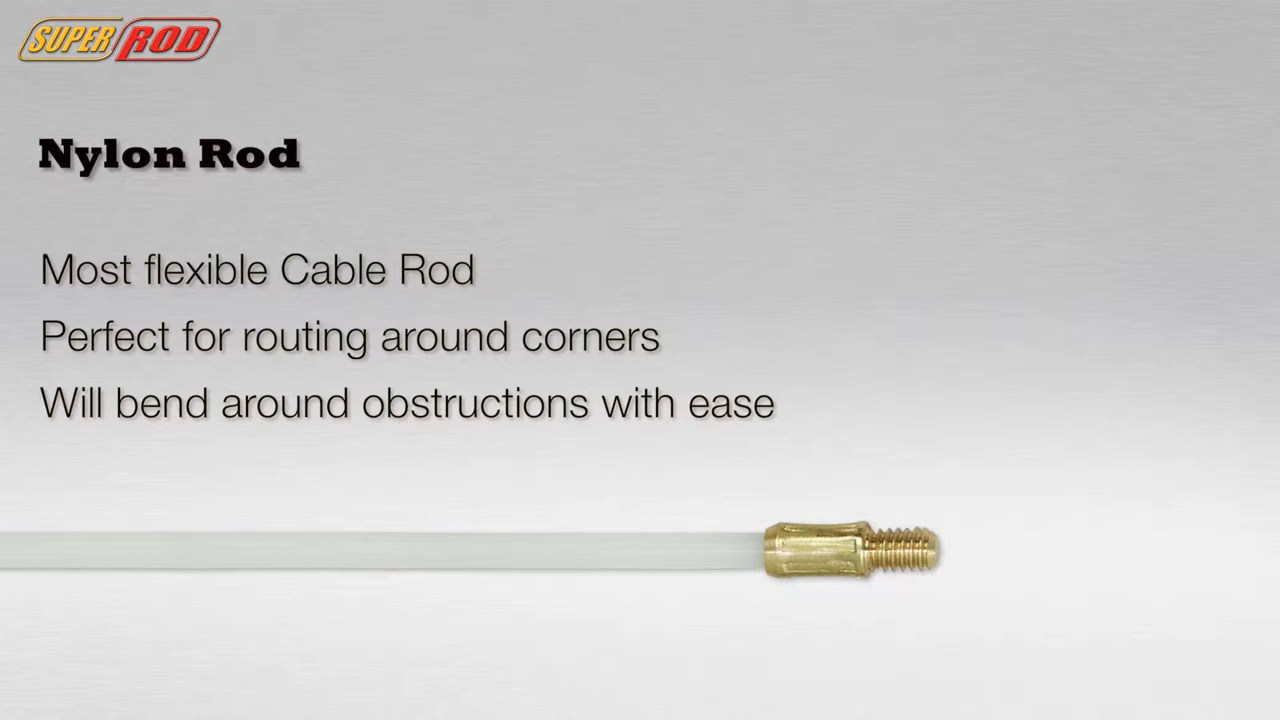 SUPER ROD
Nylon Rod
Most flexible Cable Rod
Perfect for routing around corners
Will bend around obstructions with ease